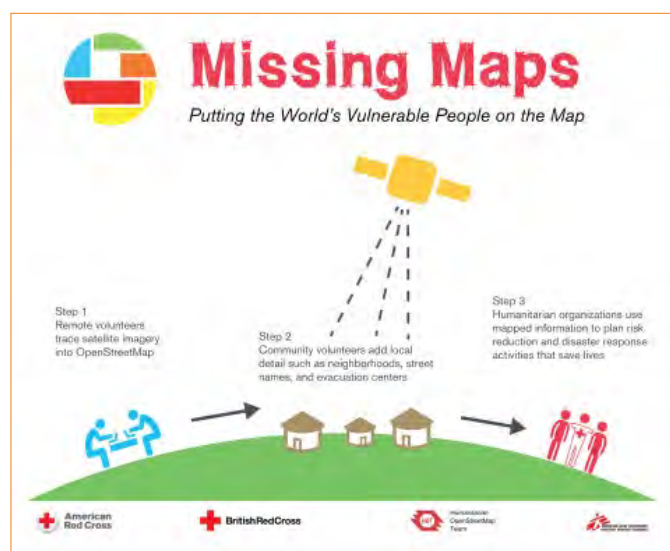 Missing Maps
Putting the World's Vulnerable People on the Map
Step 1
Remote volunteers
trace satellite imagery
into OpenStreetMap
Step 2
Community volunteers add local
detail such as neighborhoods, street
names, and evacuation centers
Step 3
Humanitarian organizations use
mapped information to plan risk
reduction and disaster response
activities that save lives
American
Red Cross
BritishRedCross
HOT
Humanitarian
OpenStreetMap
Team